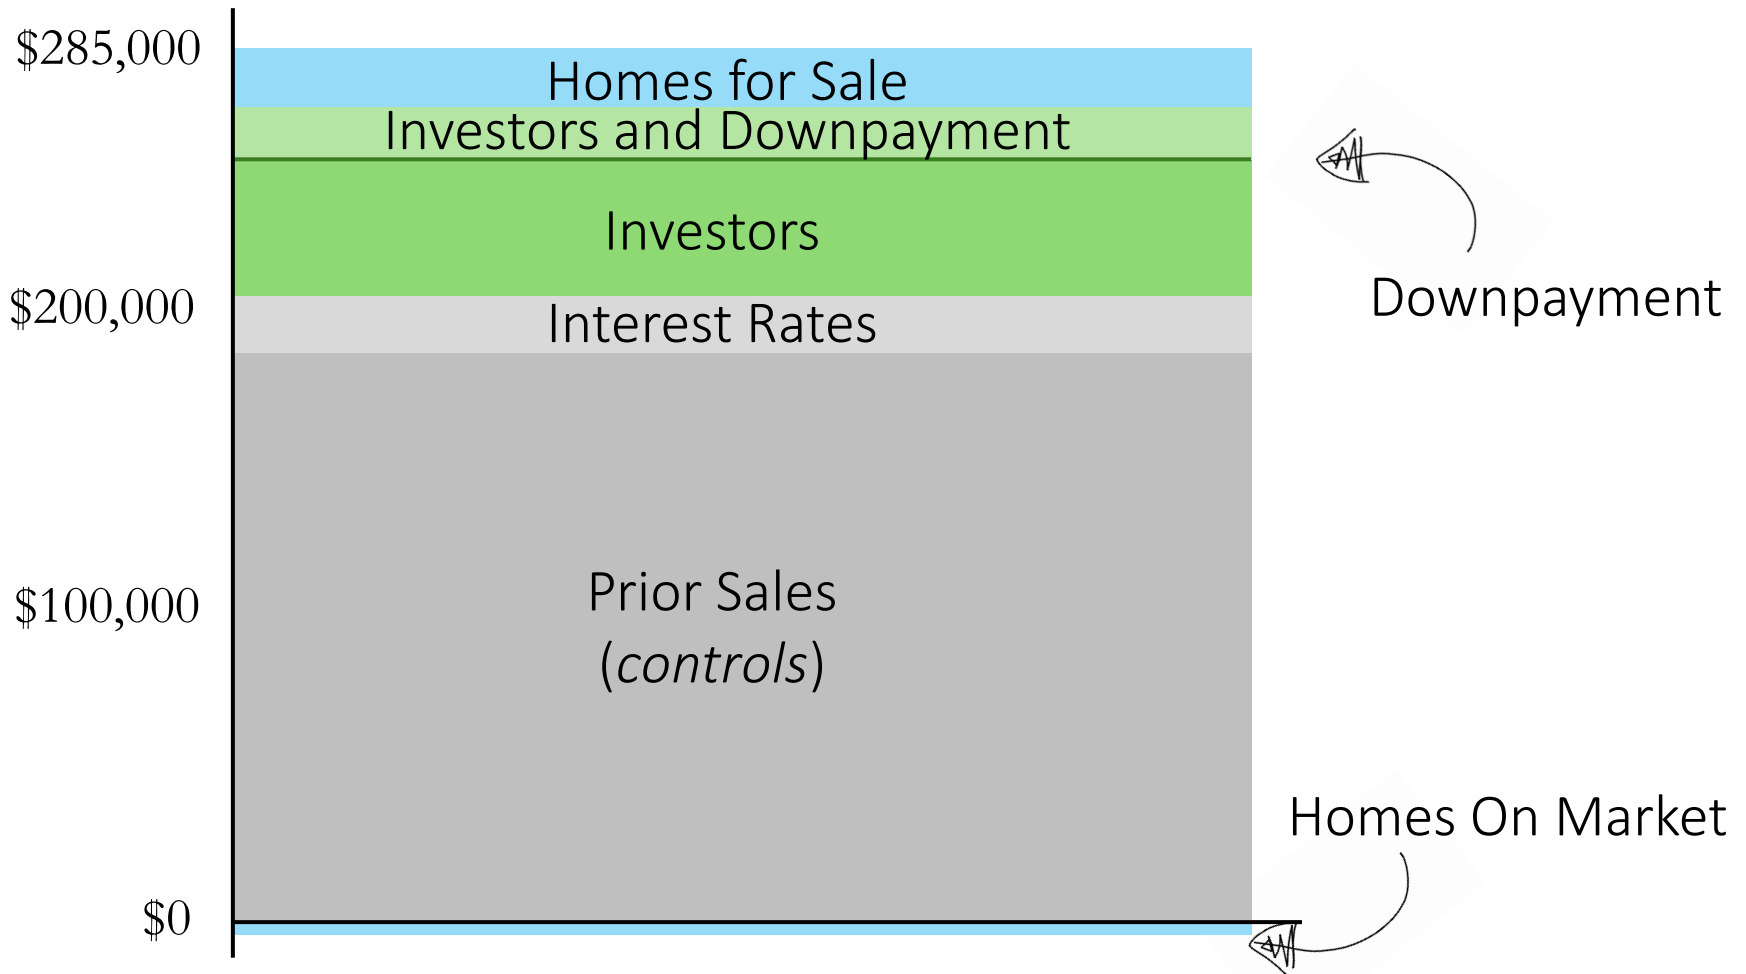 $285,000
Homes for Sale
Investors and Downpayment
Investors
Downpayment
$200,000
Interest Rates
Prior Sales
$100,000
(controls)
Homes On Market
$0